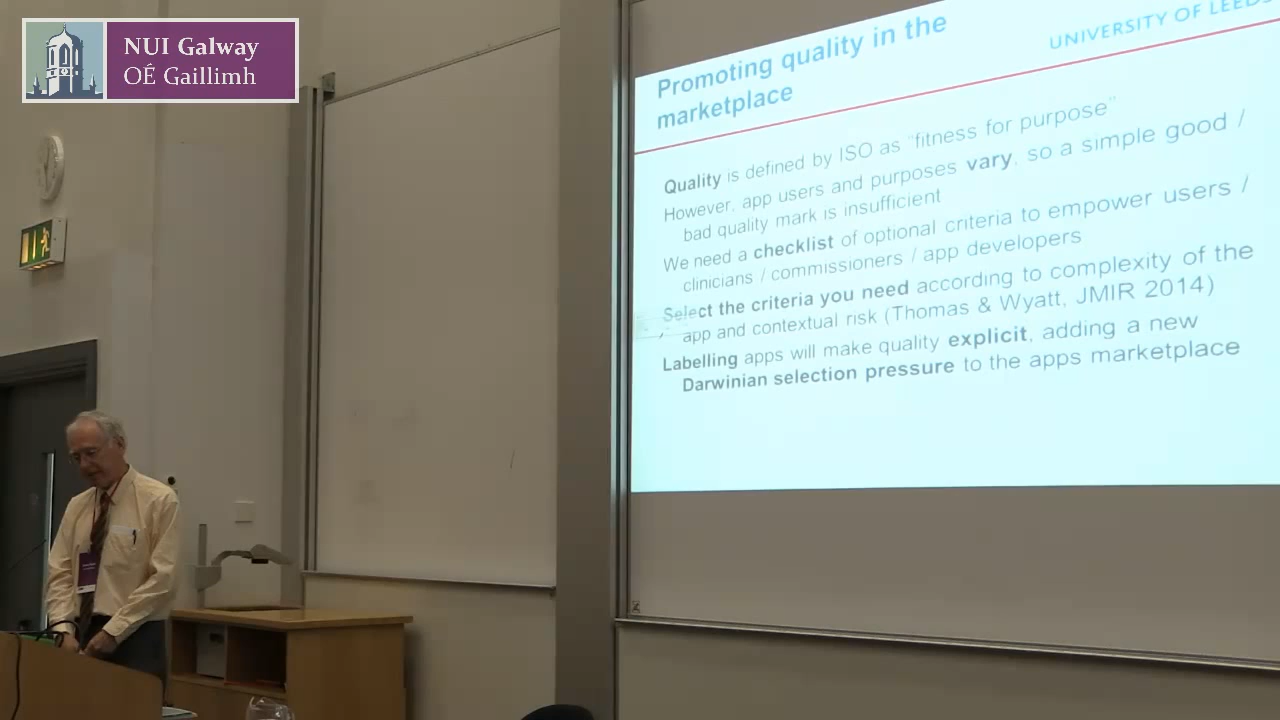 NUI Galway
OÉ Gaillimh
Promoting quality in the
marketplace
UNIVERSITY OF LEEDS
Quality is defined by ISO as "fitness for purpose"
However, app users and purposes vary, so a simple good /
bad quality mark is insufficient
We need a checklist of optional criteria to empower users /
clinicians / commissioners / app developers
Select the criteria you need according to complexity of the
app and contextual risk (Thomas & Wyatt, JMIR 2014)
Labelling apps will make quality explicit, adding a new
Darwinian selection pressure to the apps marketplace